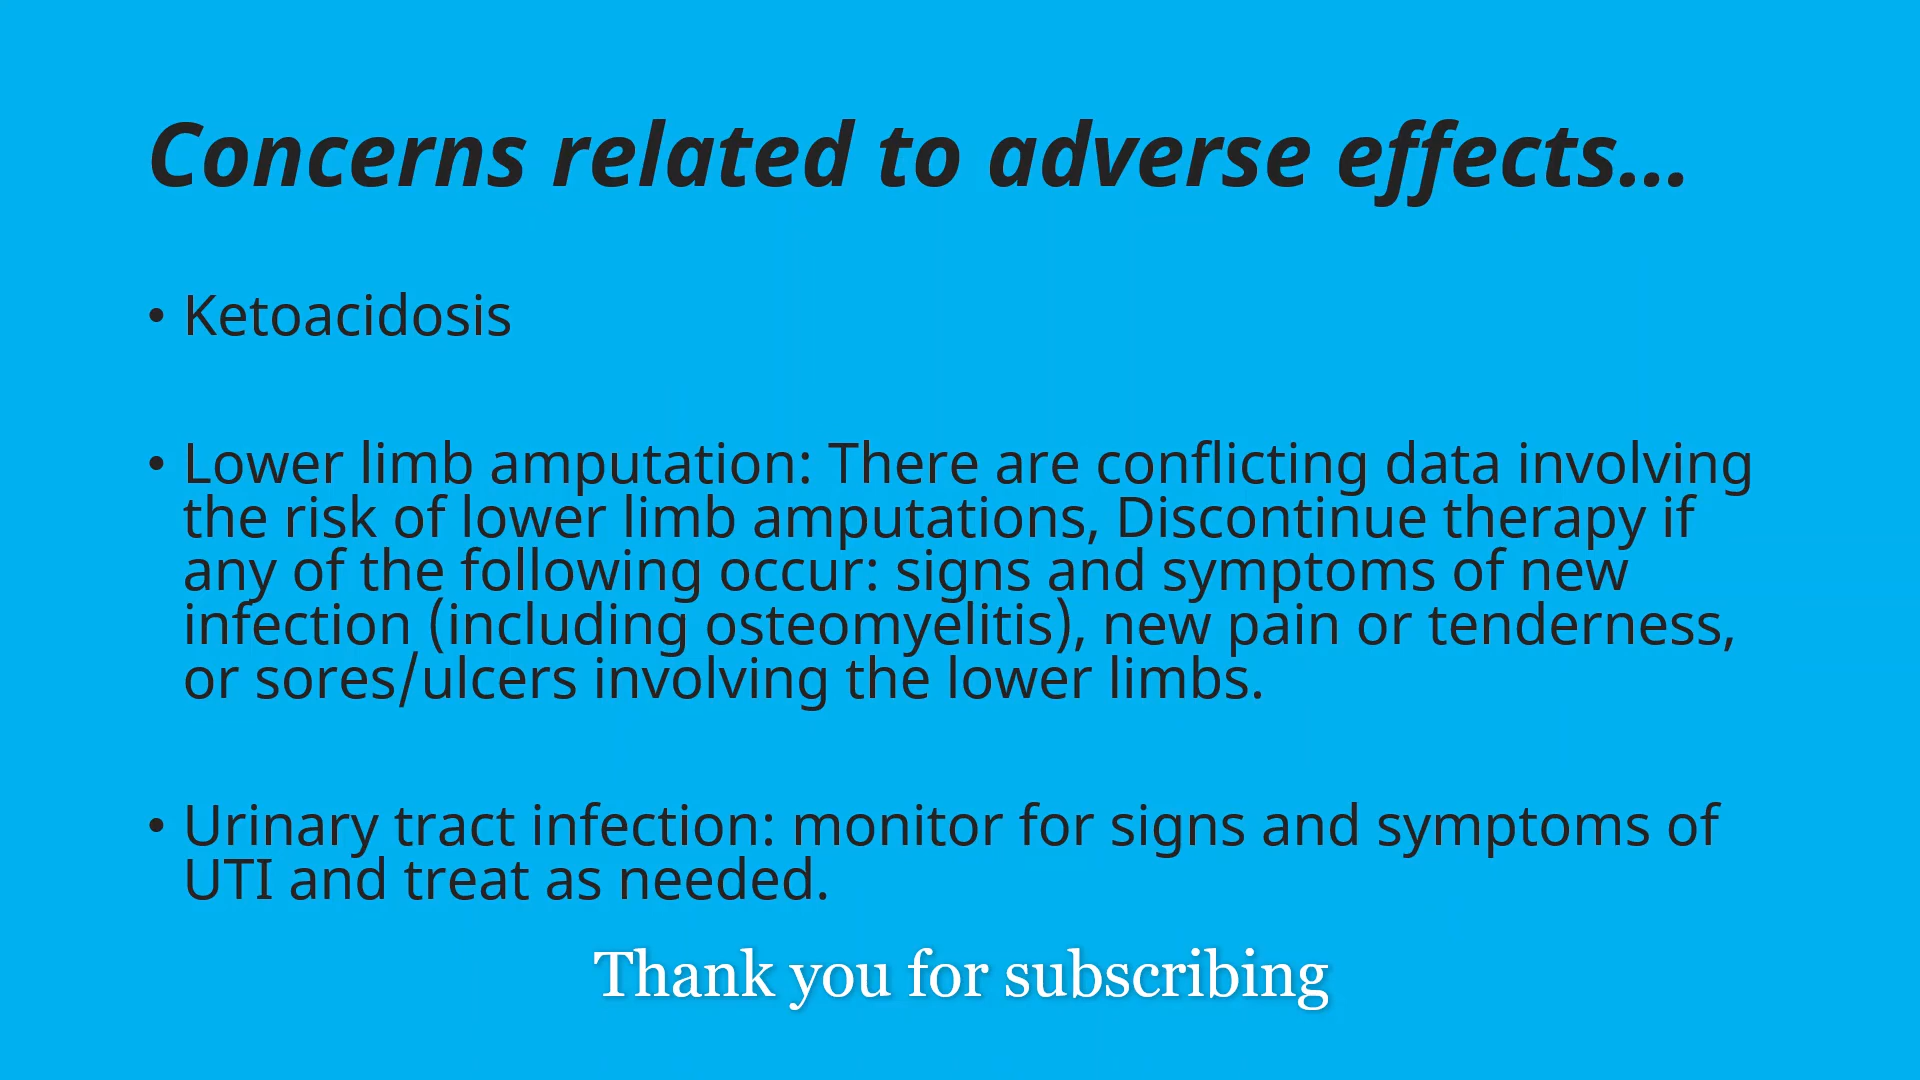 Concerns related to adverse effects...
• Ketoacidosis
• Lower limb amputation: There are conflicting data involving
the risk of lower limb amputations, Discontinue therapy if
any of the following occur: signs and symptoms of new
infection (including osteomyelitis), new pain or tenderness,
or sores/ulcers involving the lower limbs.
• Urinary tract infection: monitor for signs and symptoms of
UTI and treat as needed.
Thank you for subscribing